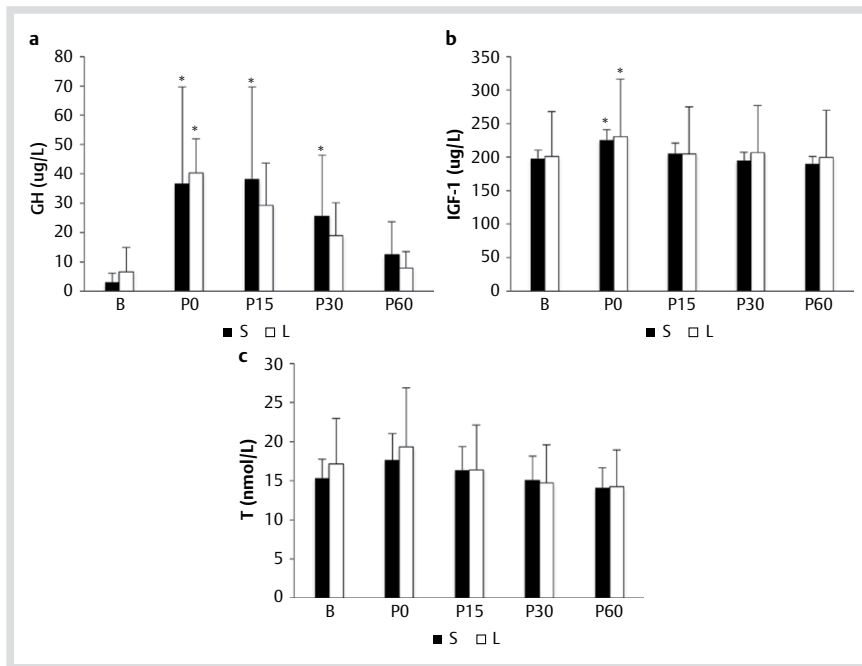 a
80
70
60
50
40
30
20
10
0
GH (ug/L)
* * * *
B P0 P15 P30 P60
S L
b
350
300
250
200
150
100
50
0
IGF-1 (ug/L)
* *
B P0 P15 P30 P60
S L
c
30
25
20
15
10
5
0
T (nmol/L)
B P0 P15 P30 P60
S L